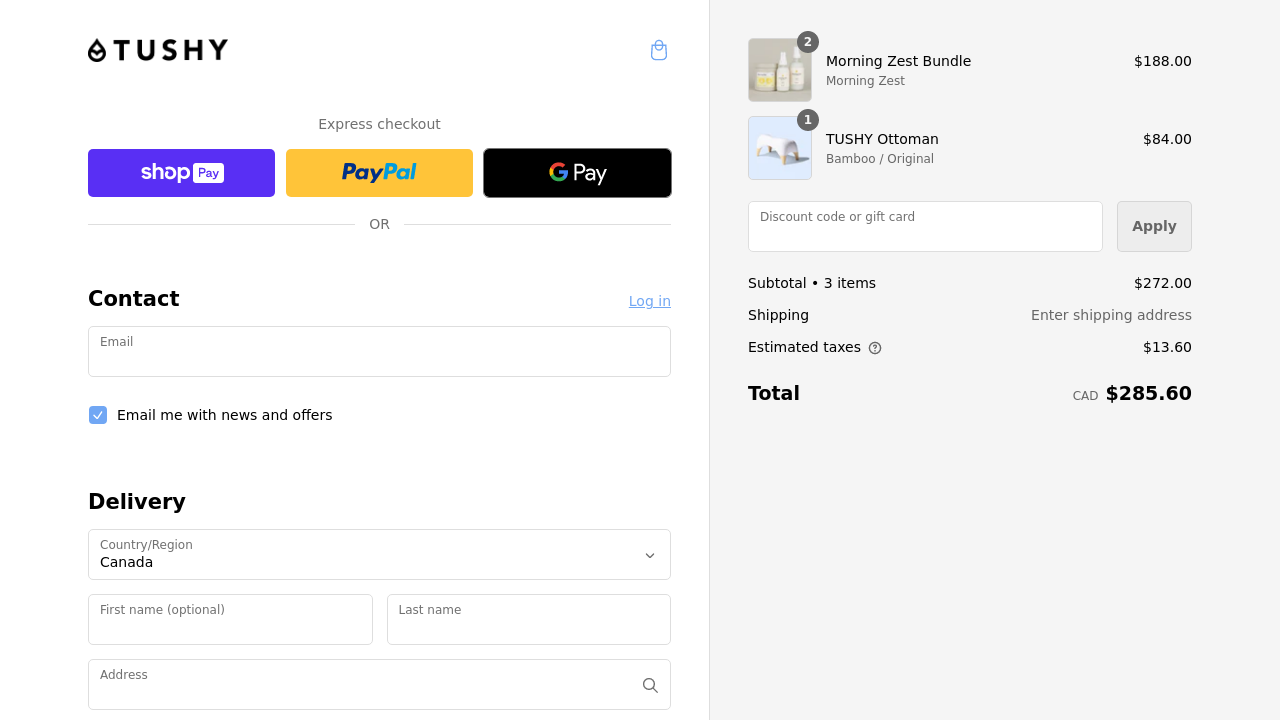 TUSHY
Express checkout
shop Pay
PayPal
G Pay
OR
Contact
Log in
Email
Email me with news and offers
Delivery
Country/Region
Canada
First name (optional)
Last name
Address
2
Morning Zest Bundle
$188.00
Morning Zest
1
TUSHY Ottoman
$84.00
Bamboo / Original
Discount code or gift card
Apply
Subtotal • 3 items
$272.00
Shipping
Enter shipping address
Estimated taxes
$13.60
Total
CAD $285.60